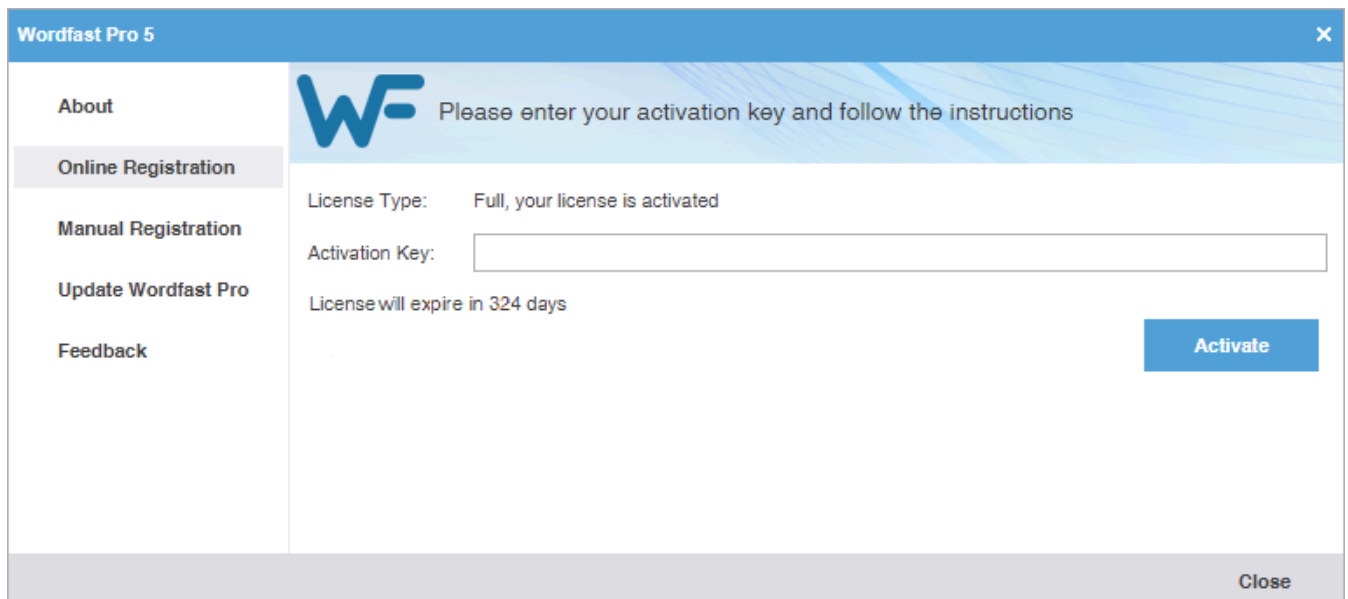 Wordfast Pro 5
About
Online Registration
Manual Registration
Update Wordfast Pro
Feedback
WF Please enter your activation key and follow the instructions
License Type: Full, your license is activated
Activation Key:
License will expire in 324 days
Activate
Close